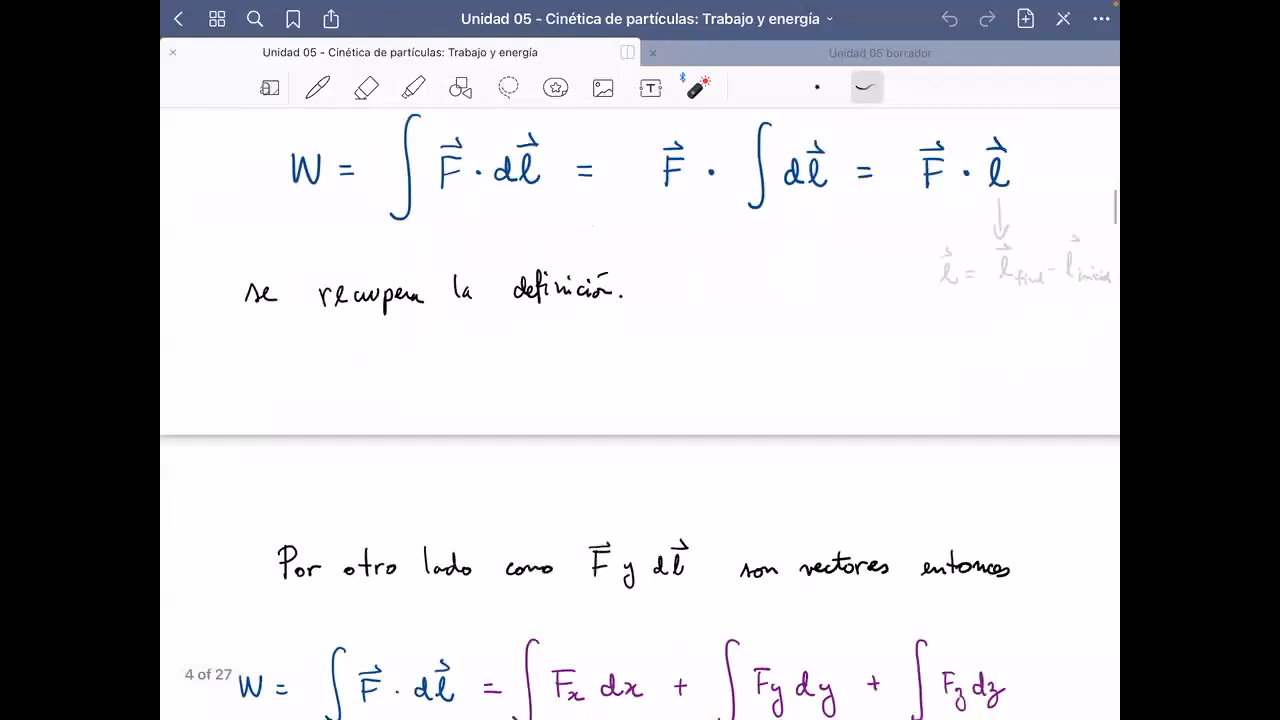 Unidad 05 - Cinética de partículas: Trabajo y energía
Unidad 05 - Cinética de partículas: Trabajo y energía
Unidad 05 borrador
W = ∫ F⃗ · dl⃗ = F⃗ · ∫ dl⃗ = F⃗ · l⃗
l⃗ = l⃗final - l⃗inicial
se recupera la definición.
Por otro lado como F⃗ y dl⃗ son vectores entonces
4 of 27
W = ∫ F⃗ · dl⃗ = ∫ Fx dx + ∫ Fy dy + ∫ Fz dz